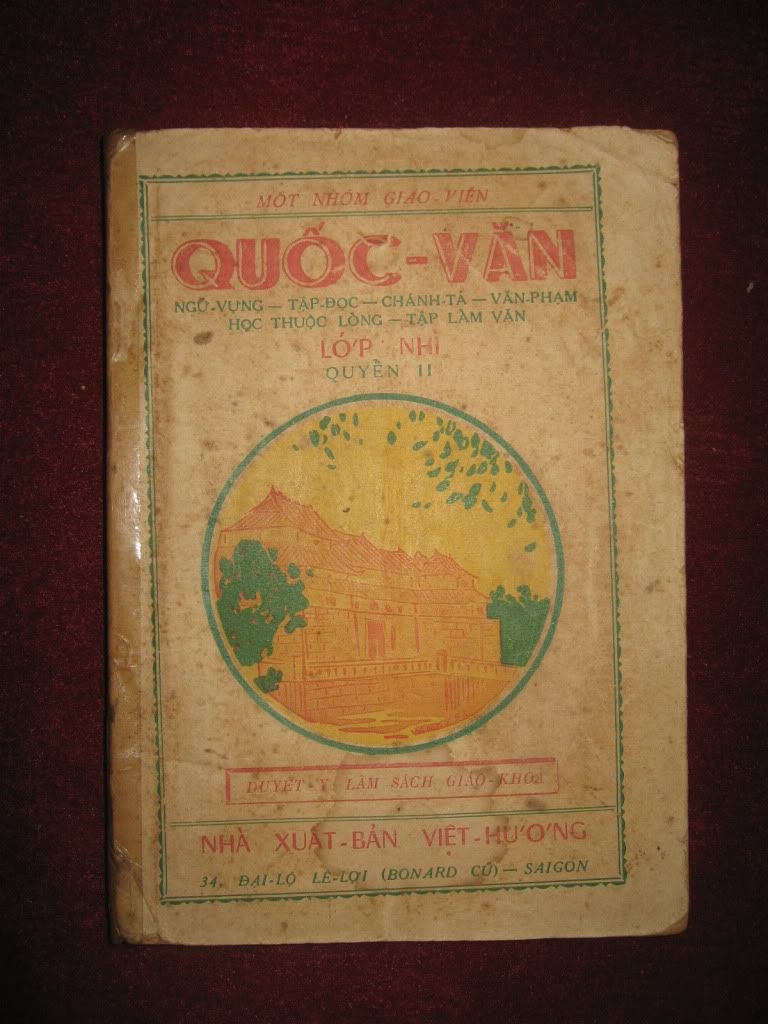 MỘT NHÓM GIÁO-VIÊN
QUỐC-VĂN
NGỮ-VỰNG — TẬP-ĐỌC — CHÁNH-TẢ — VĂN-PHẠM
HỌC THUỘC LÒNG — TẬP LÀM VĂN
LỚP NHÌ
QUYỂN II
DUYỆT-Y LÀM SÁCH GIÁO-KHOA
NHÀ XUẤT-BẢN VIỆT-HƯƠNG
34, ĐẠI-LỘ LÊ-LỢI (BONARD CŨ) — SAIGON